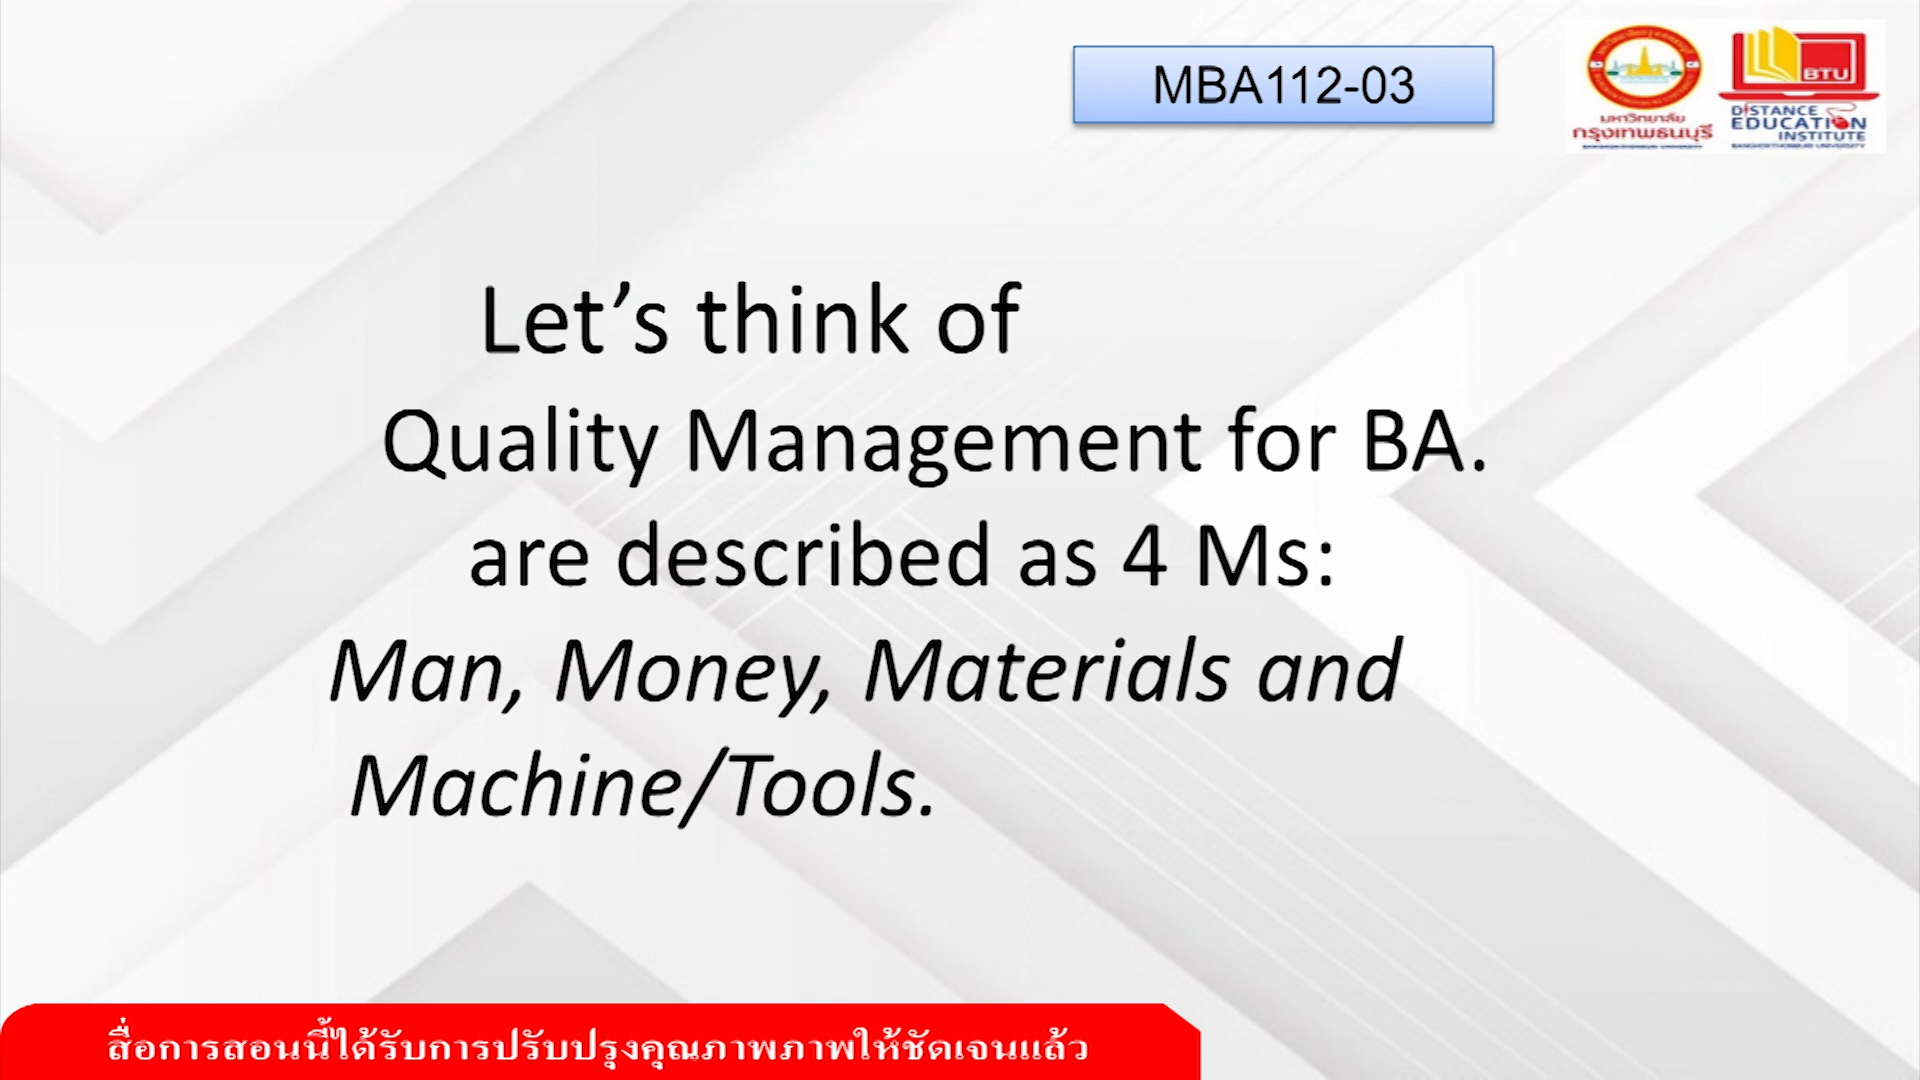 MBA112-03
มหาวิทยาลัย
กรุงเทพธนบุรี
BTU
DISTANCE
EDUCATION
INSTITUTE
Let’s think of
Quality Management for BA.
are described as 4 Ms:
Man, Money, Materials and
Machine/Tools.
สื่อการสอนนี้ได้รับการปรับปรุงคุณภาพภาพให้ชัดเจนแล้ว